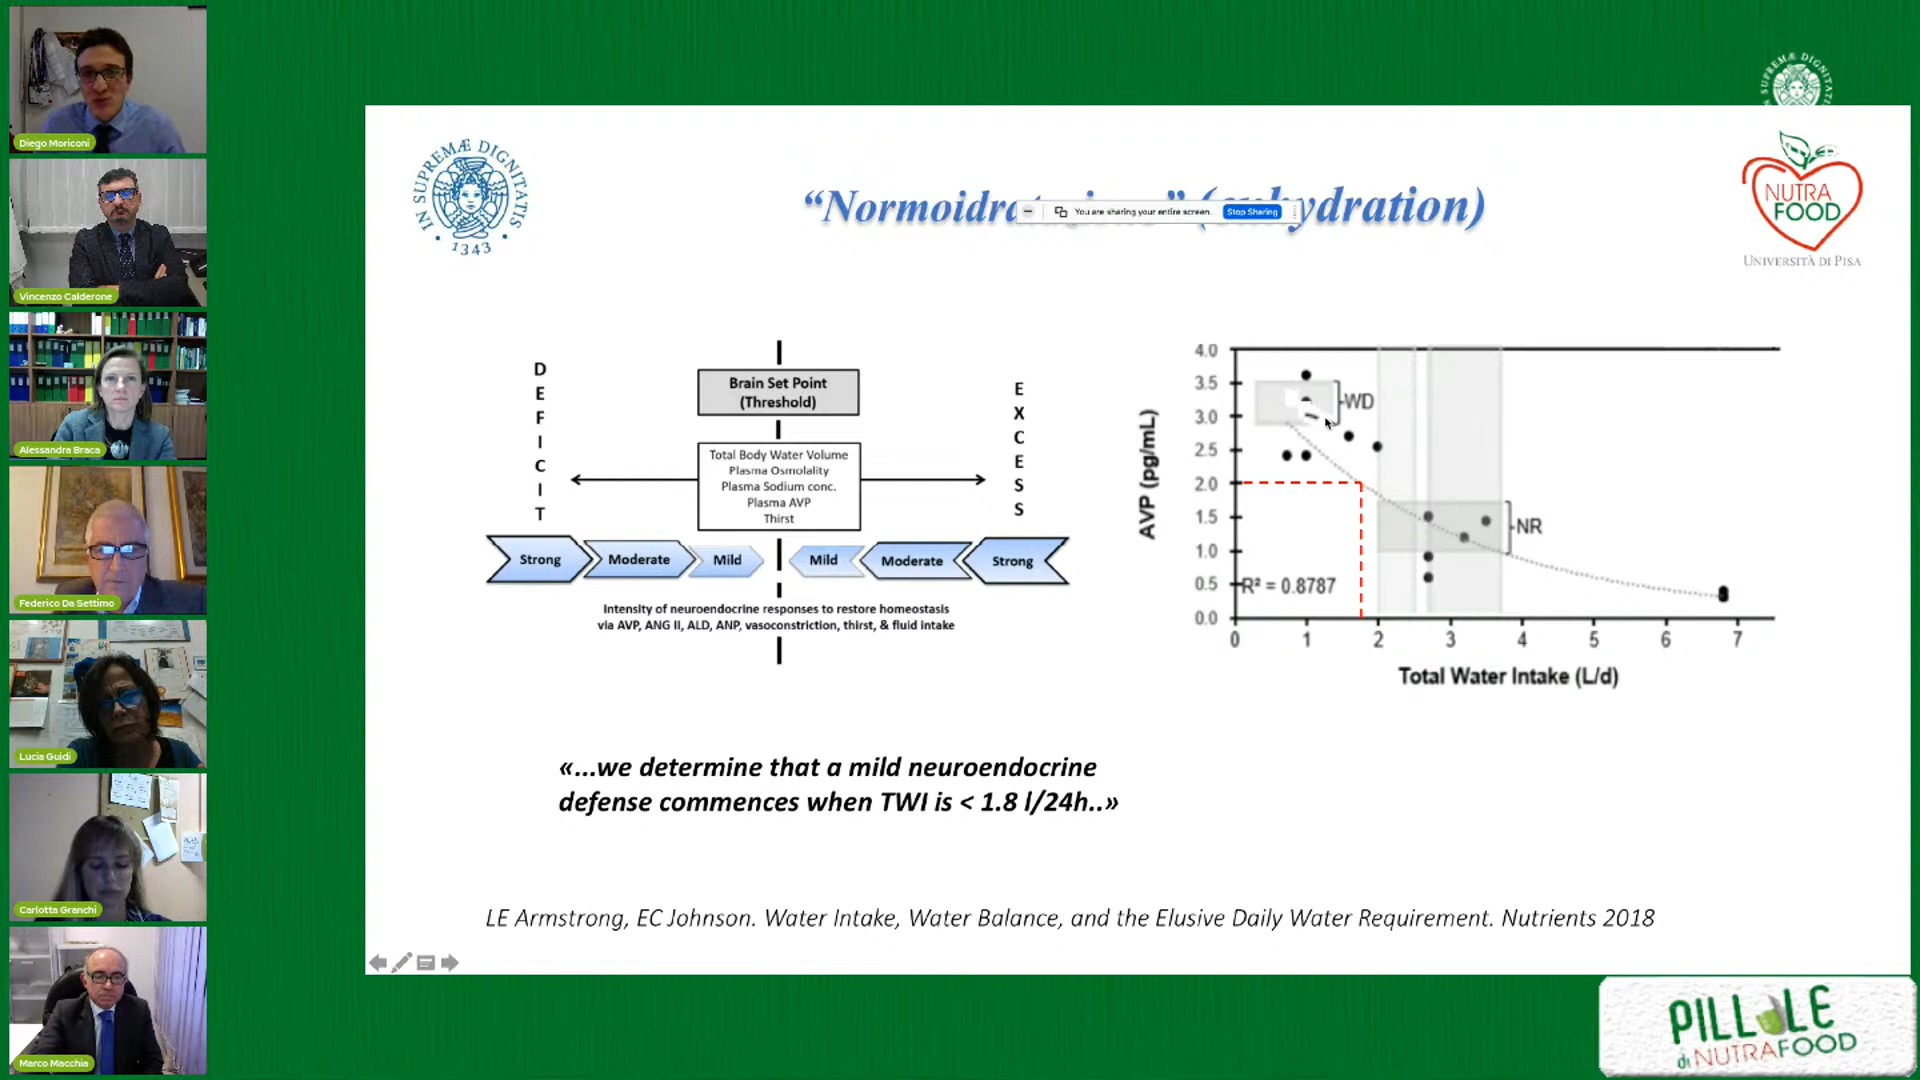 Diego Moriconi
Vincenzo Calderone
Alessandra Braca
Federico Da Settimo
Lucia Guidi
Carlotta Granchi
Marco Macchia
IN SUPREMÆ DIGNITATIS
• 1343 •
You are sharing your entire screen.
Stop Sharing
NUTRA
FOOD
UNIVERSITÀ DI PISA
DEFICIT
Brain Set Point
(Threshold)
Total Body Water Volume
Plasma Osmolality
Plasma Sodium conc.
Plasma AVP
Thirst
EXCESS
Strong
Moderate
Mild
Mild
Moderate
Strong
Intensity of neuroendocrine responses to restore homeostasis
via AVP, ANG II, ALD, ANP, vasoconstriction, thirst, & fluid intake
AVP (pg/mL)
4.0
3.5
3.0
2.5
2.0
1.5
1.0
0.5
0.0
WD
NR
R² = 0.8787
0 1 2 3 4 5 6 7
Total Water Intake (L/d)
«...we determine that a mild neuroendocrine
defense commences when TWI is < 1.8 l/24h..»
LE Armstrong, EC Johnson. Water Intake, Water Balance, and the Elusive Daily Water Requirement. Nutrients 2018
PILLOLE
di NUTRAFOOD